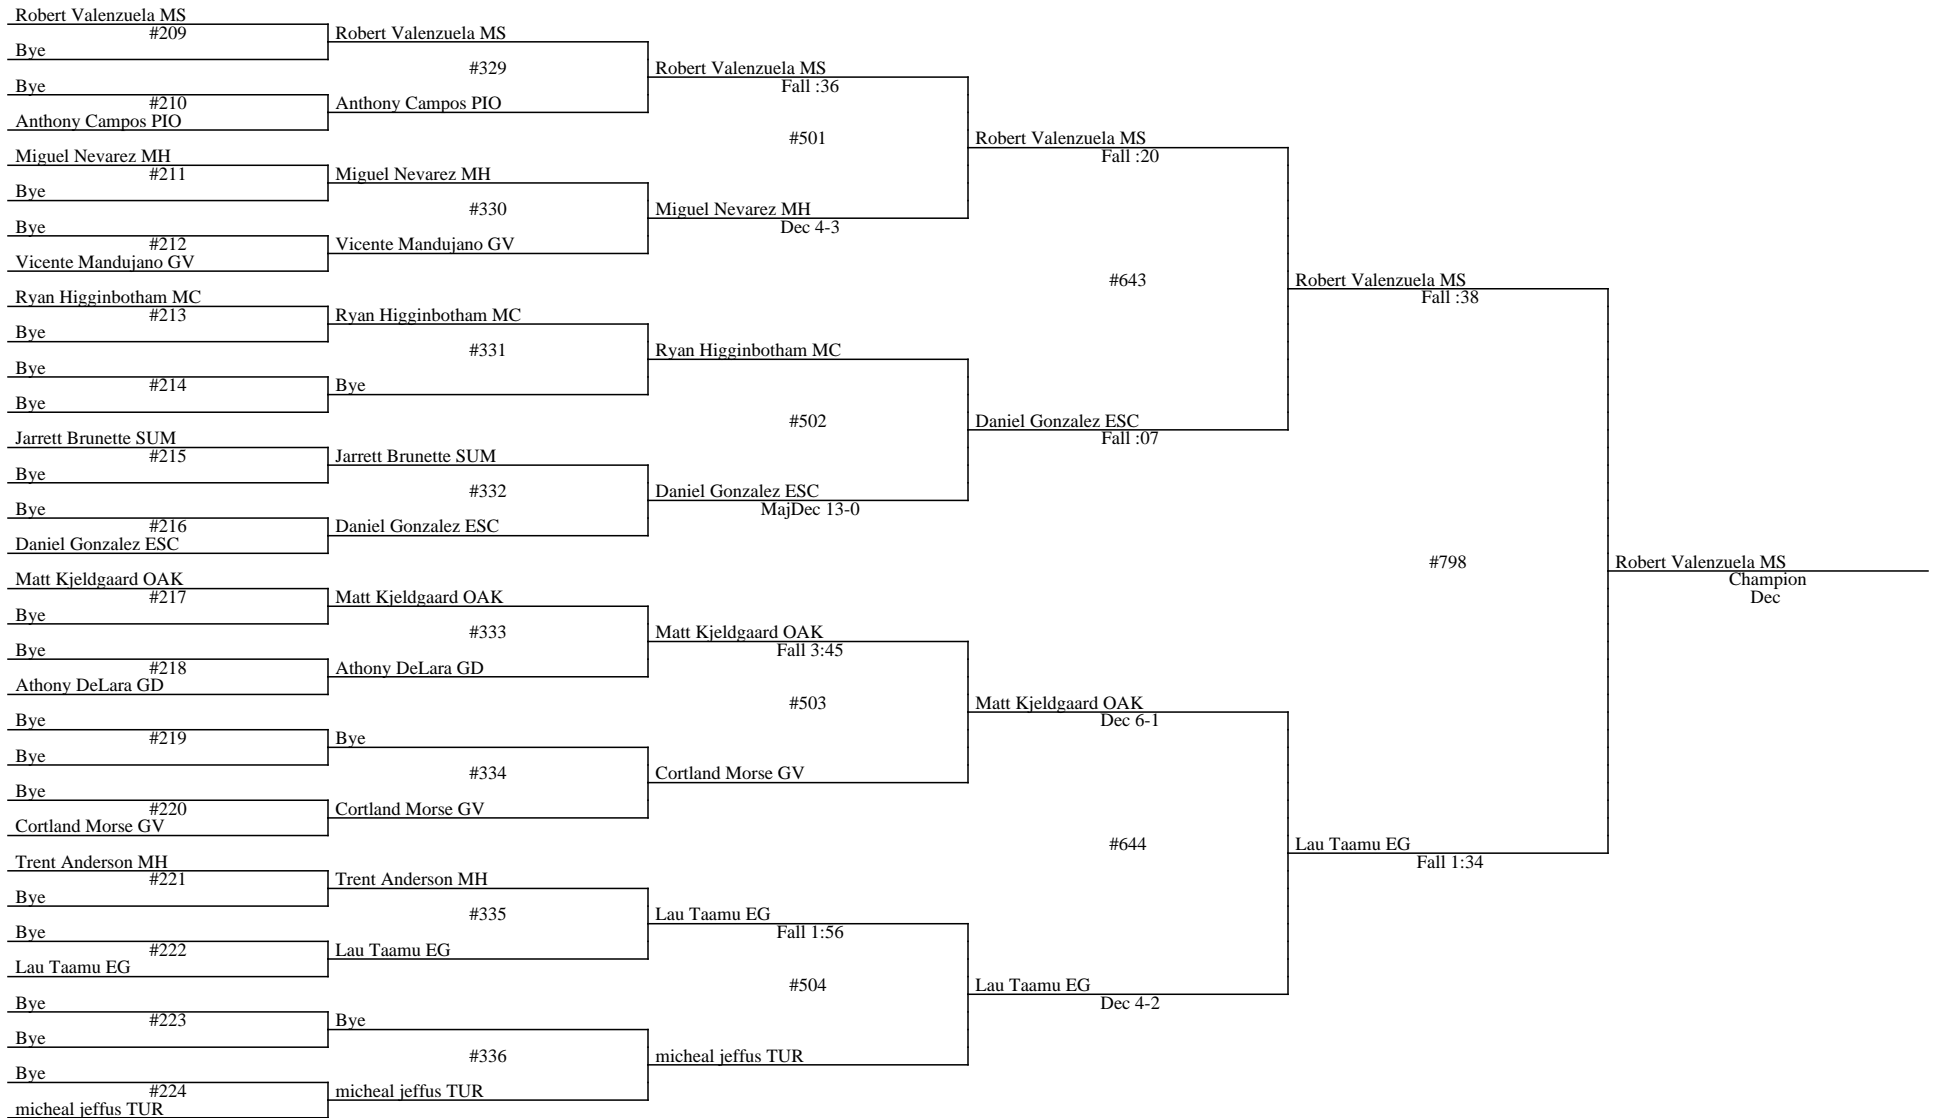 Robert Valenzuela MS
#209
Bye
Bye
#210
Anthony Campos PIO
Miguel Nevarez MH
#211
Bye
Bye
#212
Vicente Mandujano GV
Ryan Higginbotham MC
#213
Bye
Bye
#214
Bye
Jarrett Brunette SUM
#215
Bye
Bye
#216
Daniel Gonzalez ESC
Matt Kjeldgaard OAK
#217
Bye
Bye
#218
Athony DeLara GD
Bye
#219
Bye
Bye
#220
Cortland Morse GV
Trent Anderson MH
#221
Bye
Bye
#222
Lau Taamu EG
Bye
#223
Bye
Bye
#224
micheal jeffus TUR
Robert Valenzuela MS
#329
Anthony Campos PIO
Miguel Nevarez MH
#330
Vicente Mandujano GV
Ryan Higginbotham MC
#331
Bye
Jarrett Brunette SUM
#332
Daniel Gonzalez ESC
Matt Kjeldgaard OAK
#333
Athony DeLara GD
Bye
#334
Cortland Morse GV
Trent Anderson MH
#335
Lau Taamu EG
Bye
#336
micheal jeffus TUR
Robert Valenzuela MS
Fall :36
#501
Miguel Nevarez MH
Dec 4-3
Ryan Higginbotham MC
#502
Daniel Gonzalez ESC
MajDec 13-0
Matt Kjeldgaard OAK
Fall 3:45
#503
Cortland Morse GV
Lau Taamu EG
Fall 1:56
#504
micheal jeffus TUR
Robert Valenzuela MS
Fall :20
#643
Daniel Gonzalez ESC
Fall :07
Matt Kjeldgaard OAK
Dec 6-1
#644
Lau Taamu EG
Dec 4-2
Robert Valenzuela MS
Fall :38
#798
Lau Taamu EG
Fall 1:34
Robert Valenzuela MS
Champion
Dec